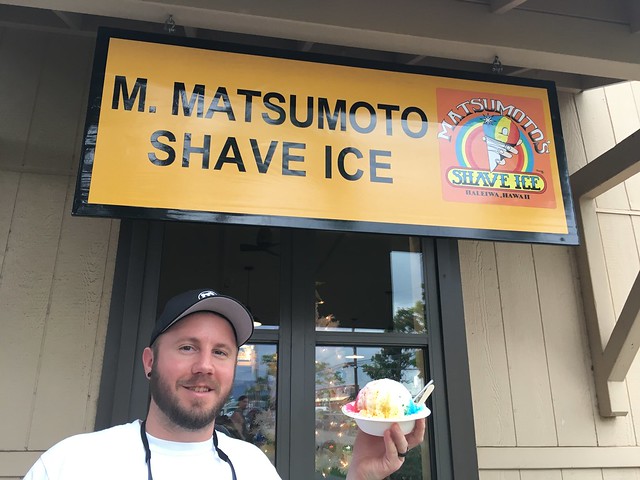 M. MATSUMOTO
SHAVE ICE
MATSUMOTO'S
SHAVE ICE
HALEIWA, HAWAII